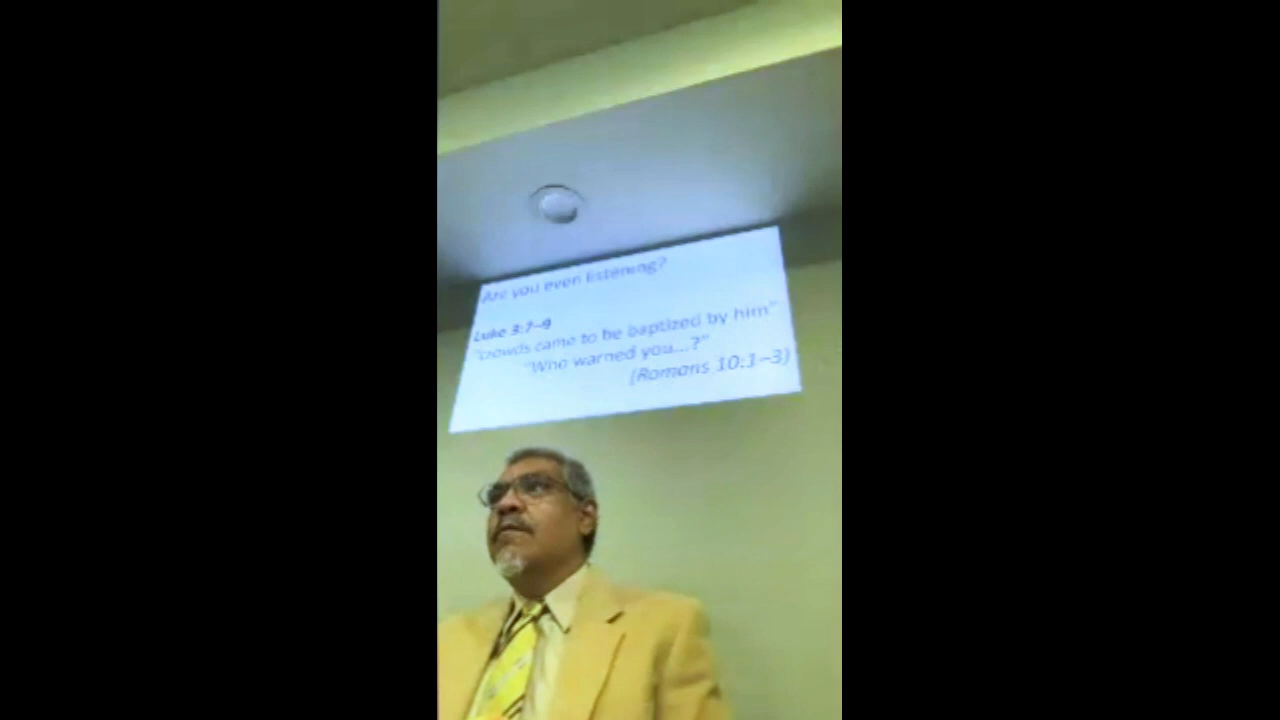 Are you even listening?
Luke 3:7–9
"Crowds came to be baptized by him"
"Who warned you...?"
(Romans 10:1–3)